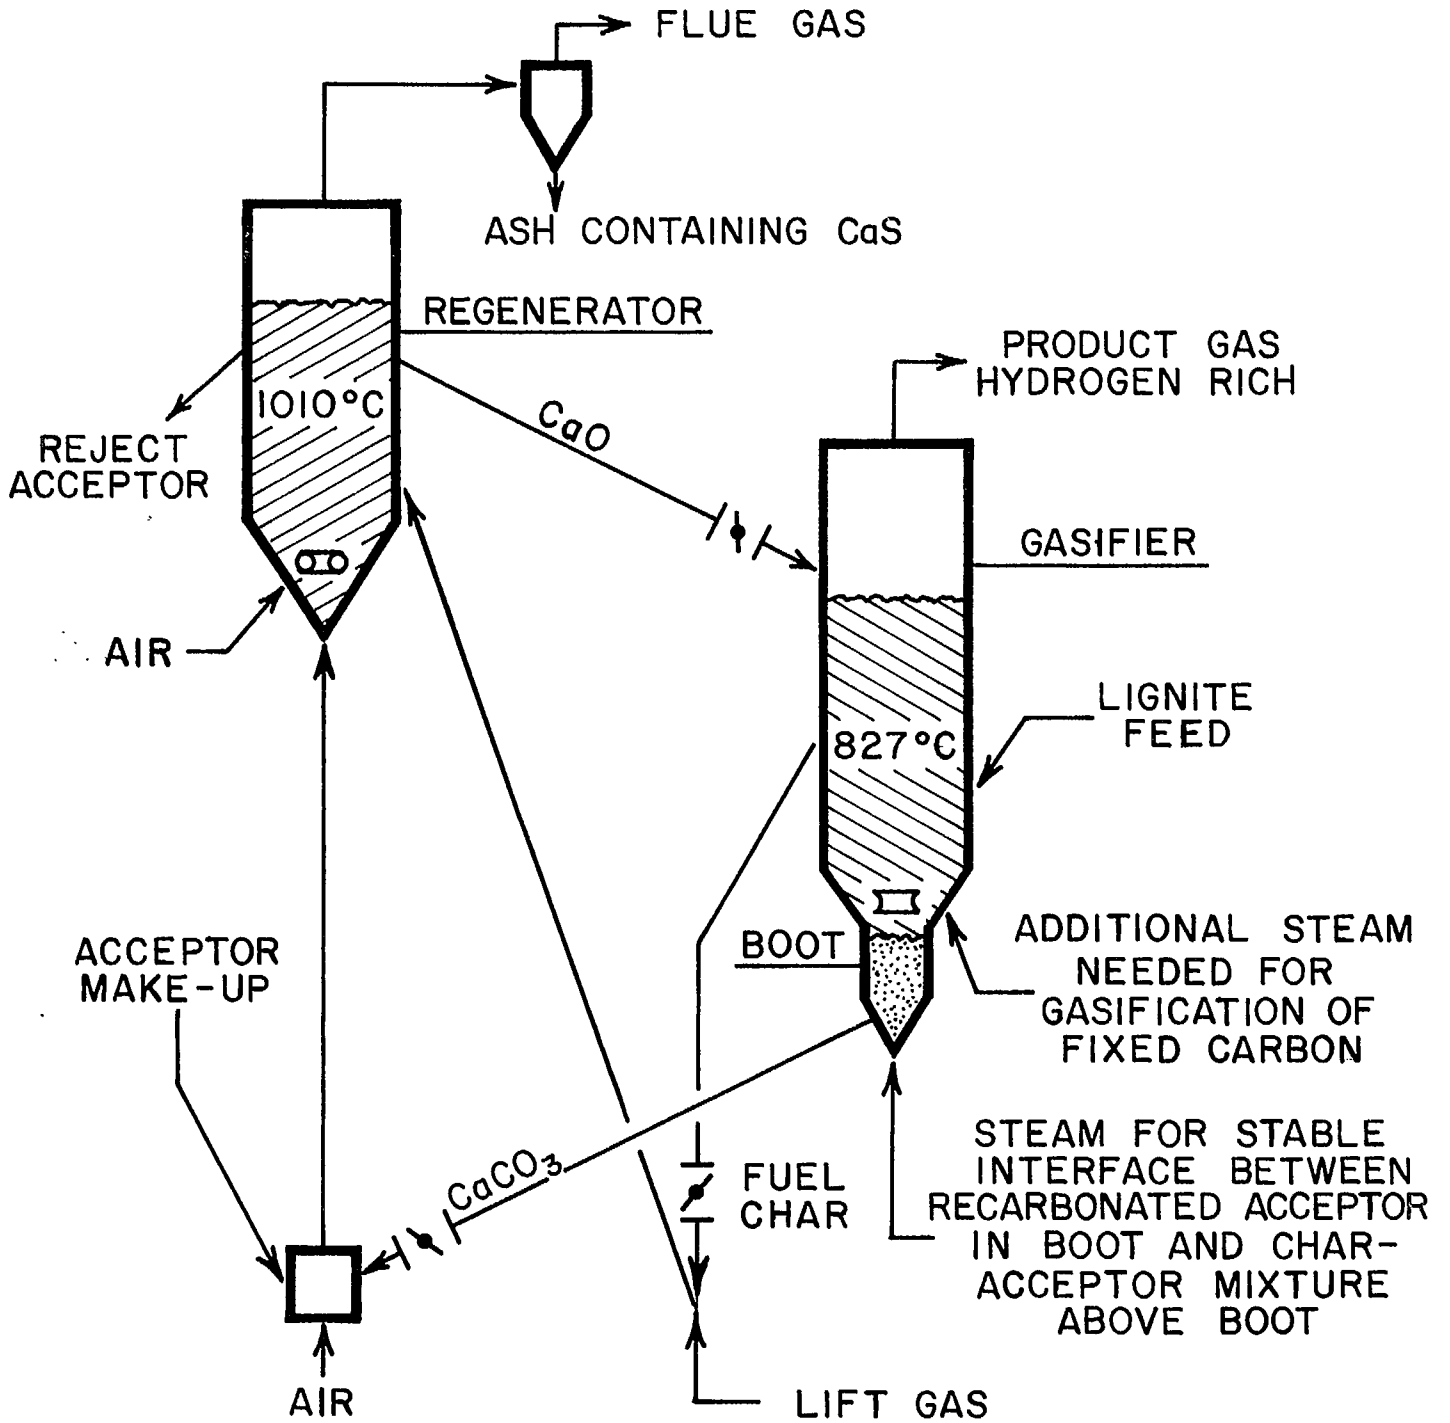 FLUE GAS
ASH CONTAINING CaS
REGENERATOR
1010°C
REJECT
ACCEPTOR
CaO
PRODUCT GAS
HYDROGEN RICH
GASIFIER
AIR
LIGNITE
FEED
827°C
BOOT
ACCEPTOR
MAKE-UP
ADDITIONAL STEAM
NEEDED FOR
GASIFICATION OF
FIXED CARBON
CaCO₃
FUEL
CHAR
STEAM FOR STABLE
INTERFACE BETWEEN
RECARBONATED ACCEPTOR
IN BOOT AND CHAR-
ACCEPTOR MIXTURE
ABOVE BOOT
AIR
LIFT GAS